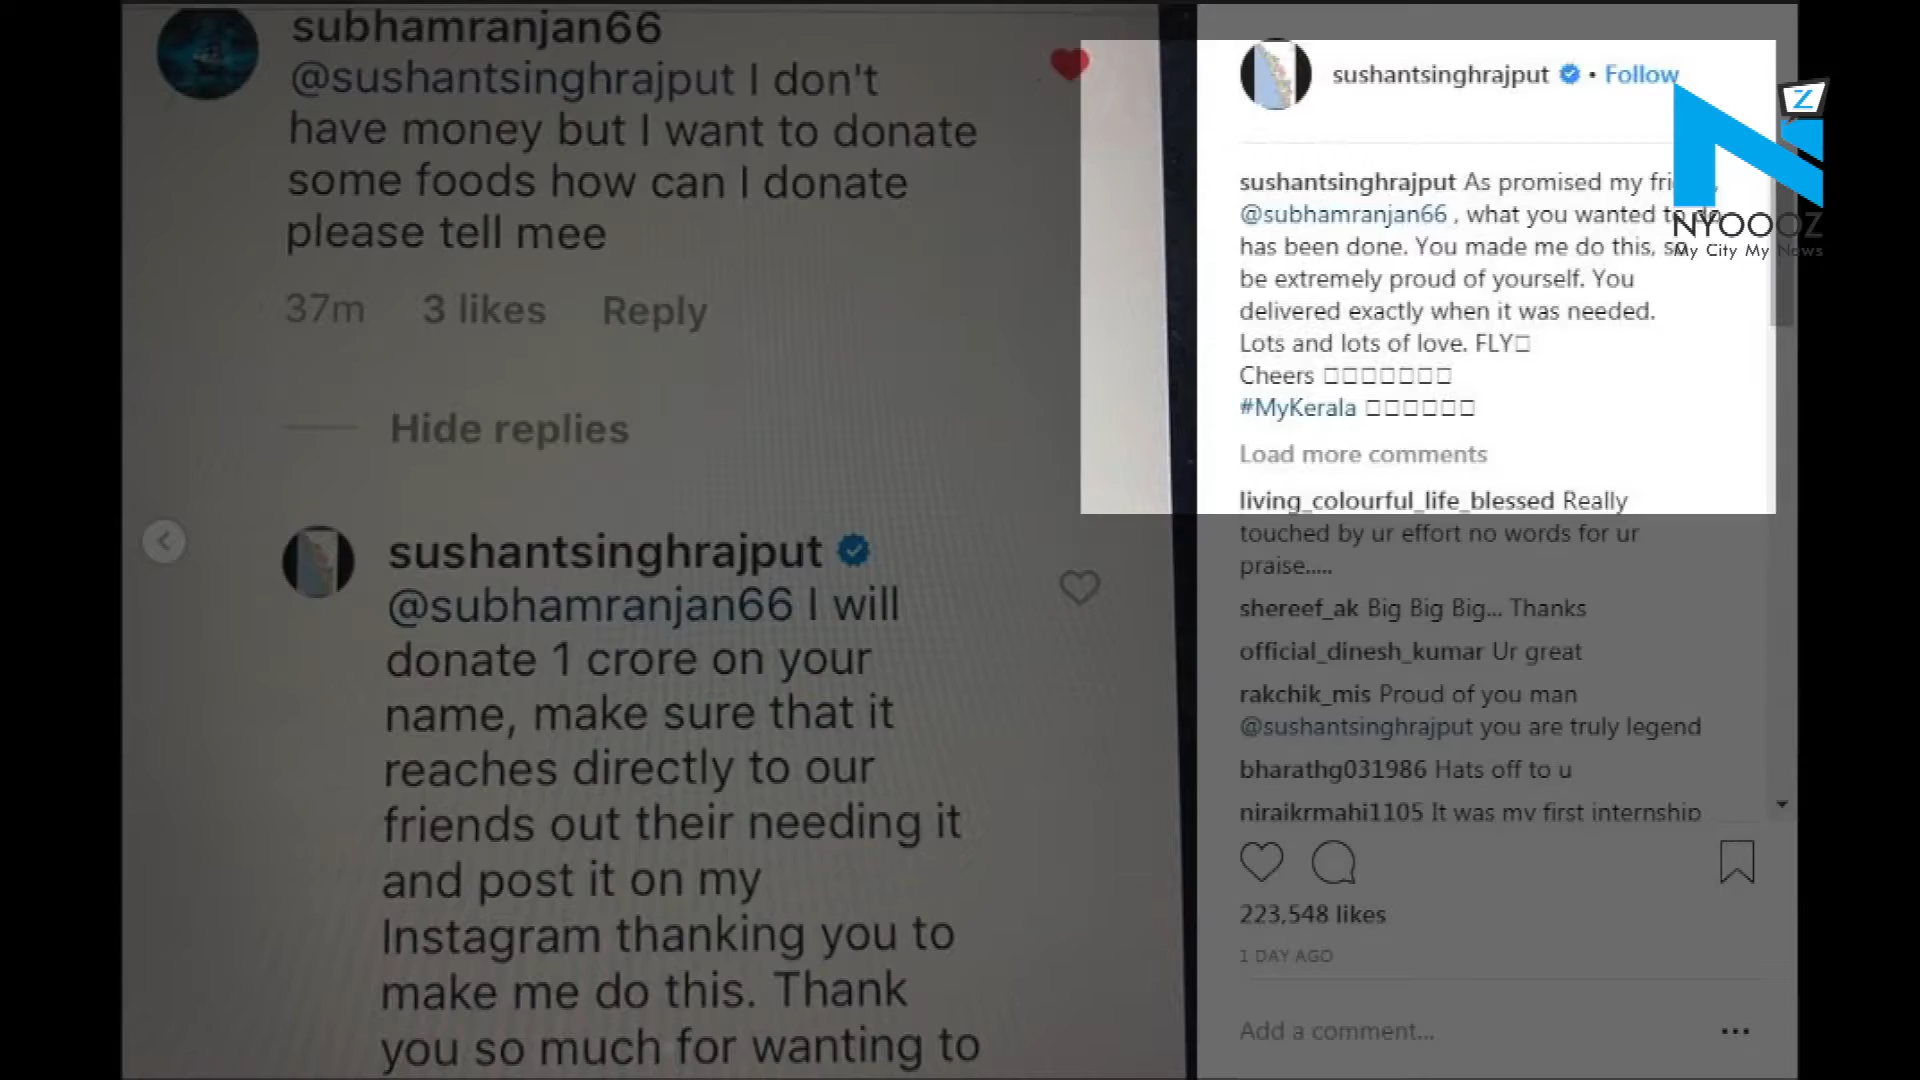 subhamranjan66
@sushantsinghrajput I don't
have money but I want to donate
some foods how can I donate
please tell mee
37m 3 likes Reply
Hide replies
sushantsinghrajput
@subhamranjan66 I will
donate 1 crore on your
name, make sure that it
reaches directly to our
friends out their needing it
and post it on my
Instagram thanking you to
make me do this. Thank
you so much for wanting to
sushantsinghrajput • Follow
sushantsinghrajput As promised my
@subhamranjan66 , what you wanted to do
has been done. You made me do this, so
be extremely proud of yourself. You
delivered exactly when it was needed.
Lots and lots of love. FLY
Cheers
#MyKerala
Load more comments
living_colourful_life_blessed Really
touched by ur effort no words for ur
praise.....
shereef_ak Big Big Big... Thanks
official_dinesh_kumar Ur great
rakchik_mis Proud of you man
@sushantsinghrajput you are truly legend
bharathg031986 Hats off to u
niraikrmahi1105 It was my first internship
223,548 likes
1 DAY AGO
Add a comment...
Z
NYOOOZ
My City My News